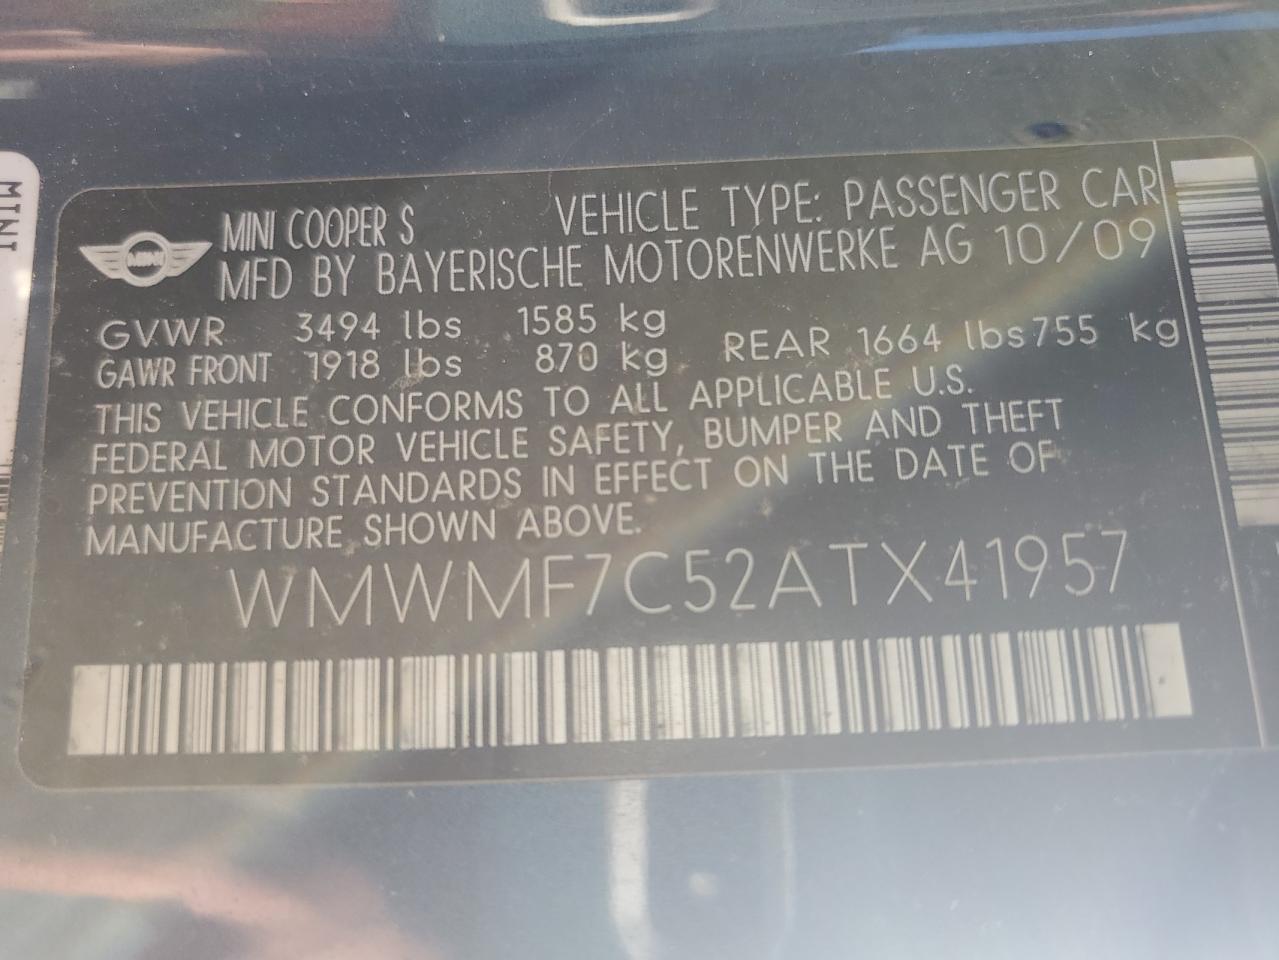 MINI
MINI
MINI COOPER S VEHICLE TYPE: PASSENGER CAR
MFD BY BAYERISCHE MOTORENWERKE AG 10/09
GVWR 3494 lbs 1585 kg
GAWR FRONT 1918 lbs 870 kg REAR 1664 lbs 755 kg
THIS VEHICLE CONFORMS TO ALL APPLICABLE U.S.
FEDERAL MOTOR VEHICLE SAFETY, BUMPER AND THEFT
PREVENTION STANDARDS IN EFFECT ON THE DATE OF
MANUFACTURE SHOWN ABOVE.
WMWMF7C52ATX41957